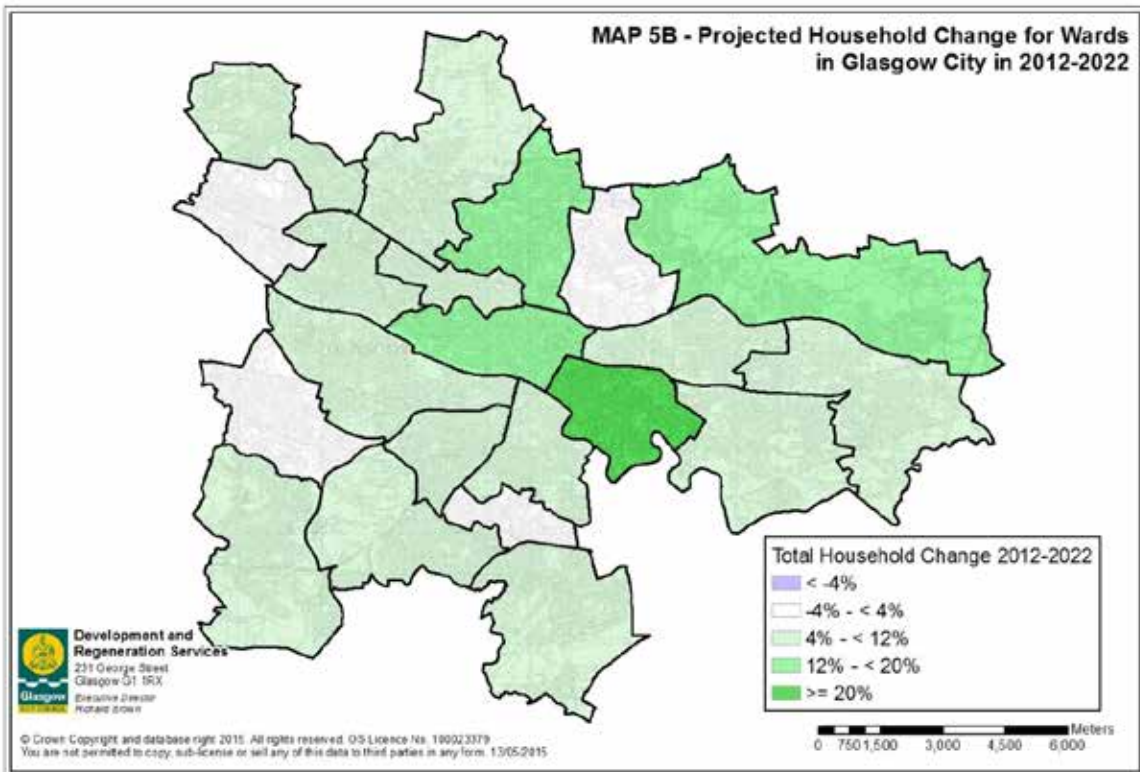 MAP 5B - Projected Household Change for Wards
in Glasgow City in 2012-2022
Total Household Change 2012-2022
< -4%
-4% - < 4%
4% - < 12%
12% - < 20%
>= 20%
Development and
Regeneration Services
231 George Street
Glasgow G1 1RX
Executive Director
Richard Brown
Glasgow
CITY COUNCIL
Meters
0 750 1,500 3,000 4,500 6,000
© Crown Copyright and database right 2015. All rights reserved. OS Licence No. 100023379
You are not permitted to copy, sub-license or sell any of this data to third parties in any form. 13/05/2015